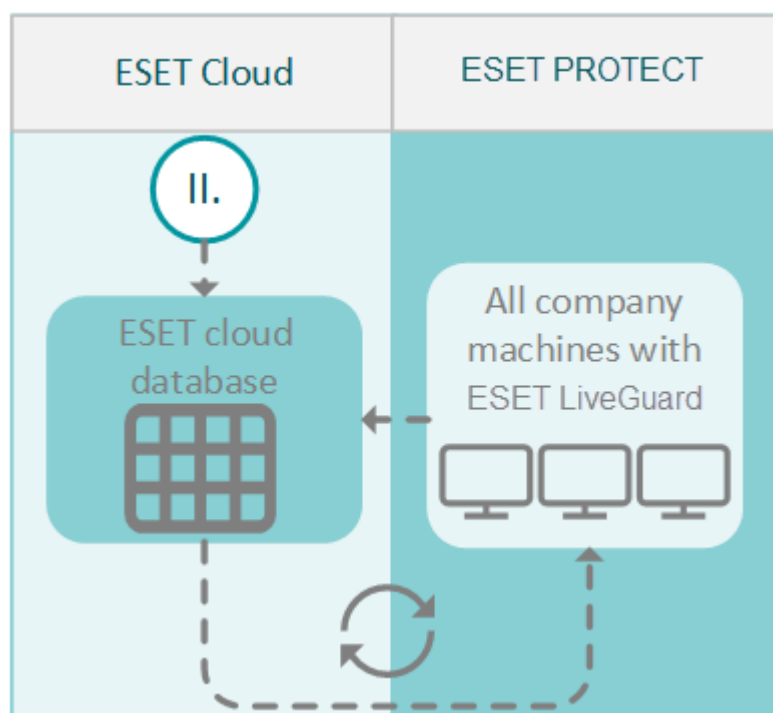 ESET Cloud
ESET PROTECT
II.
ESET cloud
database
All company
machines with
ESET LiveGuard